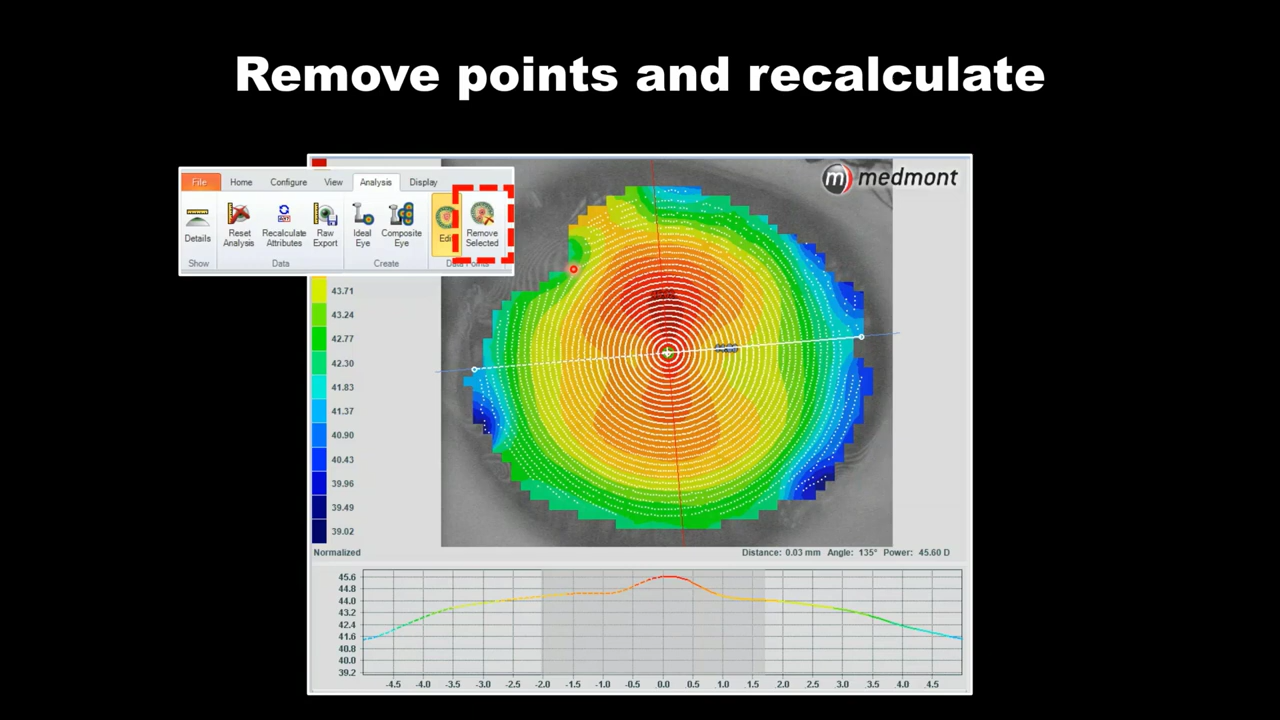 Remove points and recalculate
medmont
File Home Configure View Analysis Display
Details
Reset Analysis
Recalculate Attributes
Raw Export
Ideal Eye
Composite Eye
Remove Selected
Show Data Create
43.71
43.24
42.77
42.30
41.83
41.37
40.90
40.43
39.96
39.49
39.02
Normalized
Distance: 0.03 mm Angle: 135° Power: 45.60 D
45.6
44.8
44.0
43.2
42.4
41.6
40.8
40.0
39.2
-4.5 -4.0 -3.5 -3.0 -2.5 -2.0 -1.5 -1.0 -0.5 0.0 0.5 1.0 1.5 2.0 2.5 3.0 3.5 4.0 4.5